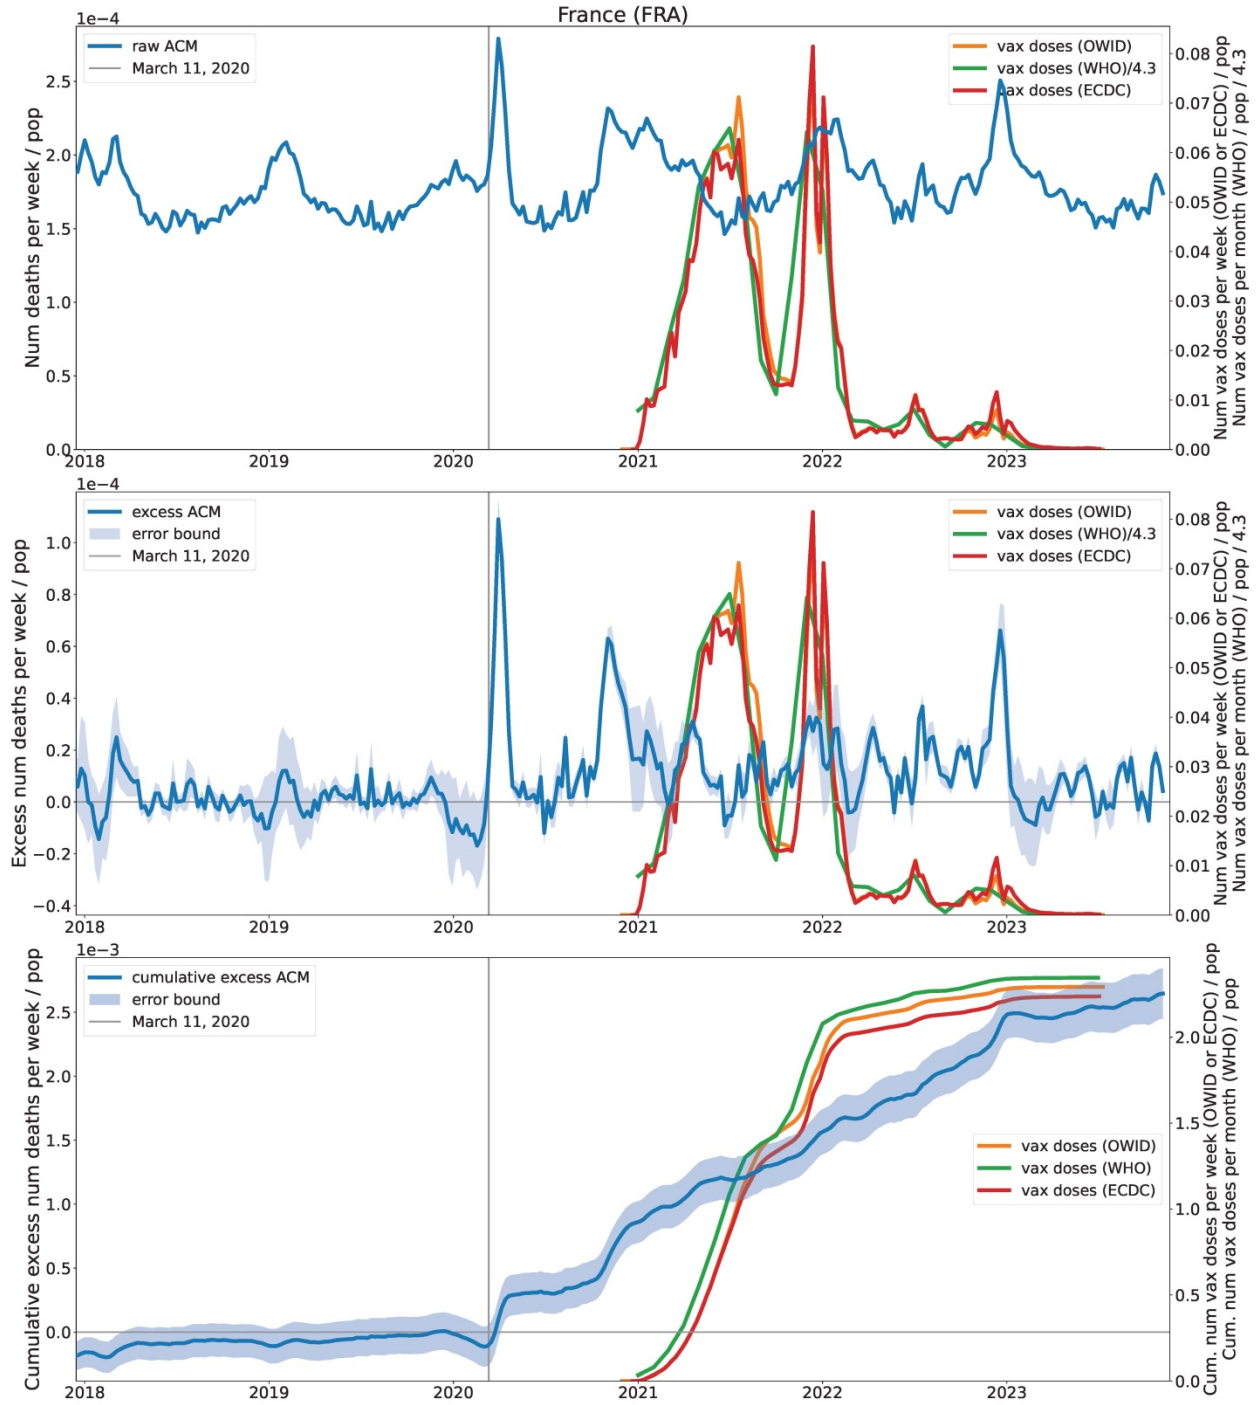 France (FRA)
1e−4
raw ACM
March 11, 2020
vax doses (OWID)
vax doses (WHO)/4.3
vax doses (ECDC)
Num deaths per week / pop
2.5
2.0
1.5
1.0
0.5
0.0
0.08
0.07
0.06
0.05
0.04
0.03
0.02
0.01
0.00
Num vax doses per week (OWID or ECDC) / pop
Num vax doses per month (WHO) / pop / 4.3
2018 2019 2020 2021 2022 2023
1e−4
excess ACM
error bound
March 11, 2020
vax doses (OWID)
vax doses (WHO)/4.3
vax doses (ECDC)
Excess num deaths per week / pop
1.0
0.8
0.6
0.4
0.2
0.0
−0.2
−0.4
0.08
0.07
0.06
0.05
0.04
0.03
0.02
0.01
0.00
Num vax doses per week (OWID or ECDC) / pop
Num vax doses per month (WHO) / pop / 4.3
2018 2019 2020 2021 2022 2023
1e−3
cumulative excess ACM
error bound
March 11, 2020
vax doses (OWID)
vax doses (WHO)
vax doses (ECDC)
Cumulative excess num deaths per week / pop
2.5
2.0
1.5
1.0
0.5
0.0
2.0
1.5
1.0
0.5
0.0
Cum. num vax doses per week (OWID or ECDC) / pop
Cum. num vax doses per month (WHO) / pop
2018 2019 2020 2021 2022 2023